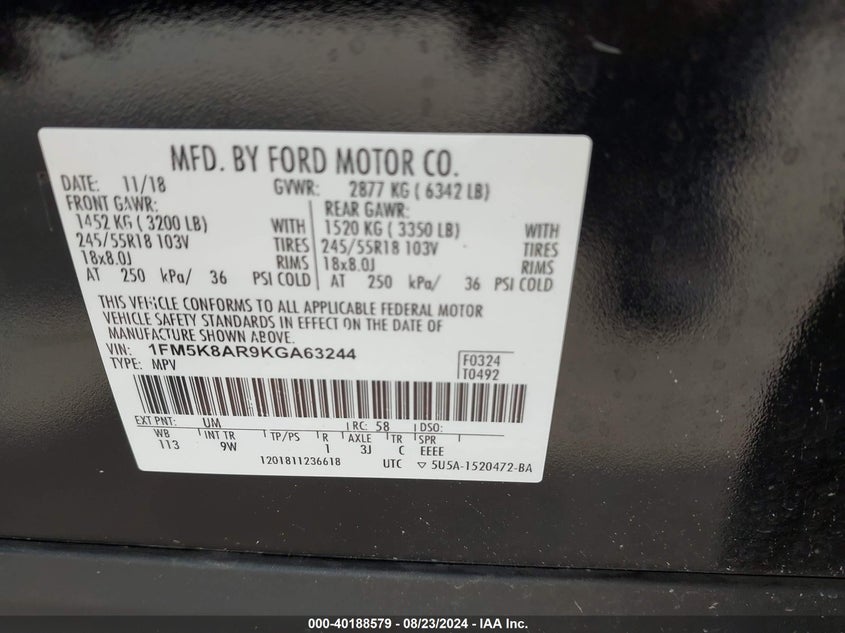 MFD. BY FORD MOTOR CO.
DATE: 11/18 GVWR: 2877 KG ( 6342 LB)
FRONT GAWR: REAR GAWR:
1452 KG ( 3200 LB) WITH 1520 KG ( 3350 LB) WITH
245/55R18 103V TIRES 245/55R18 103V TIRES
18x8.0J RIMS 18x8.0J RIMS
AT 250 kPa/ 36 PSI COLD AT 250 kPa/ 36 PSI COLD
THIS VEHICLE CONFORMS TO ALL APPLICABLE FEDERAL MOTOR
VEHICLE SAFETY STANDARDS IN EFFECT ON THE DATE OF
MANUFACTURE SHOWN ABOVE.
VIN: 1FM5K8AR9KGA63244 F0324
TYPE: MPV T0492
EXT PNT: UM RC: 58 DSO:
WB INT TR TP/PS R AXLE TR SPR
113 9W 1 3J C EEEE
1201811236618 UTC ▽ 5U5A-1520472-BA
000-40188579 - 08/23/2024 - IAA Inc.